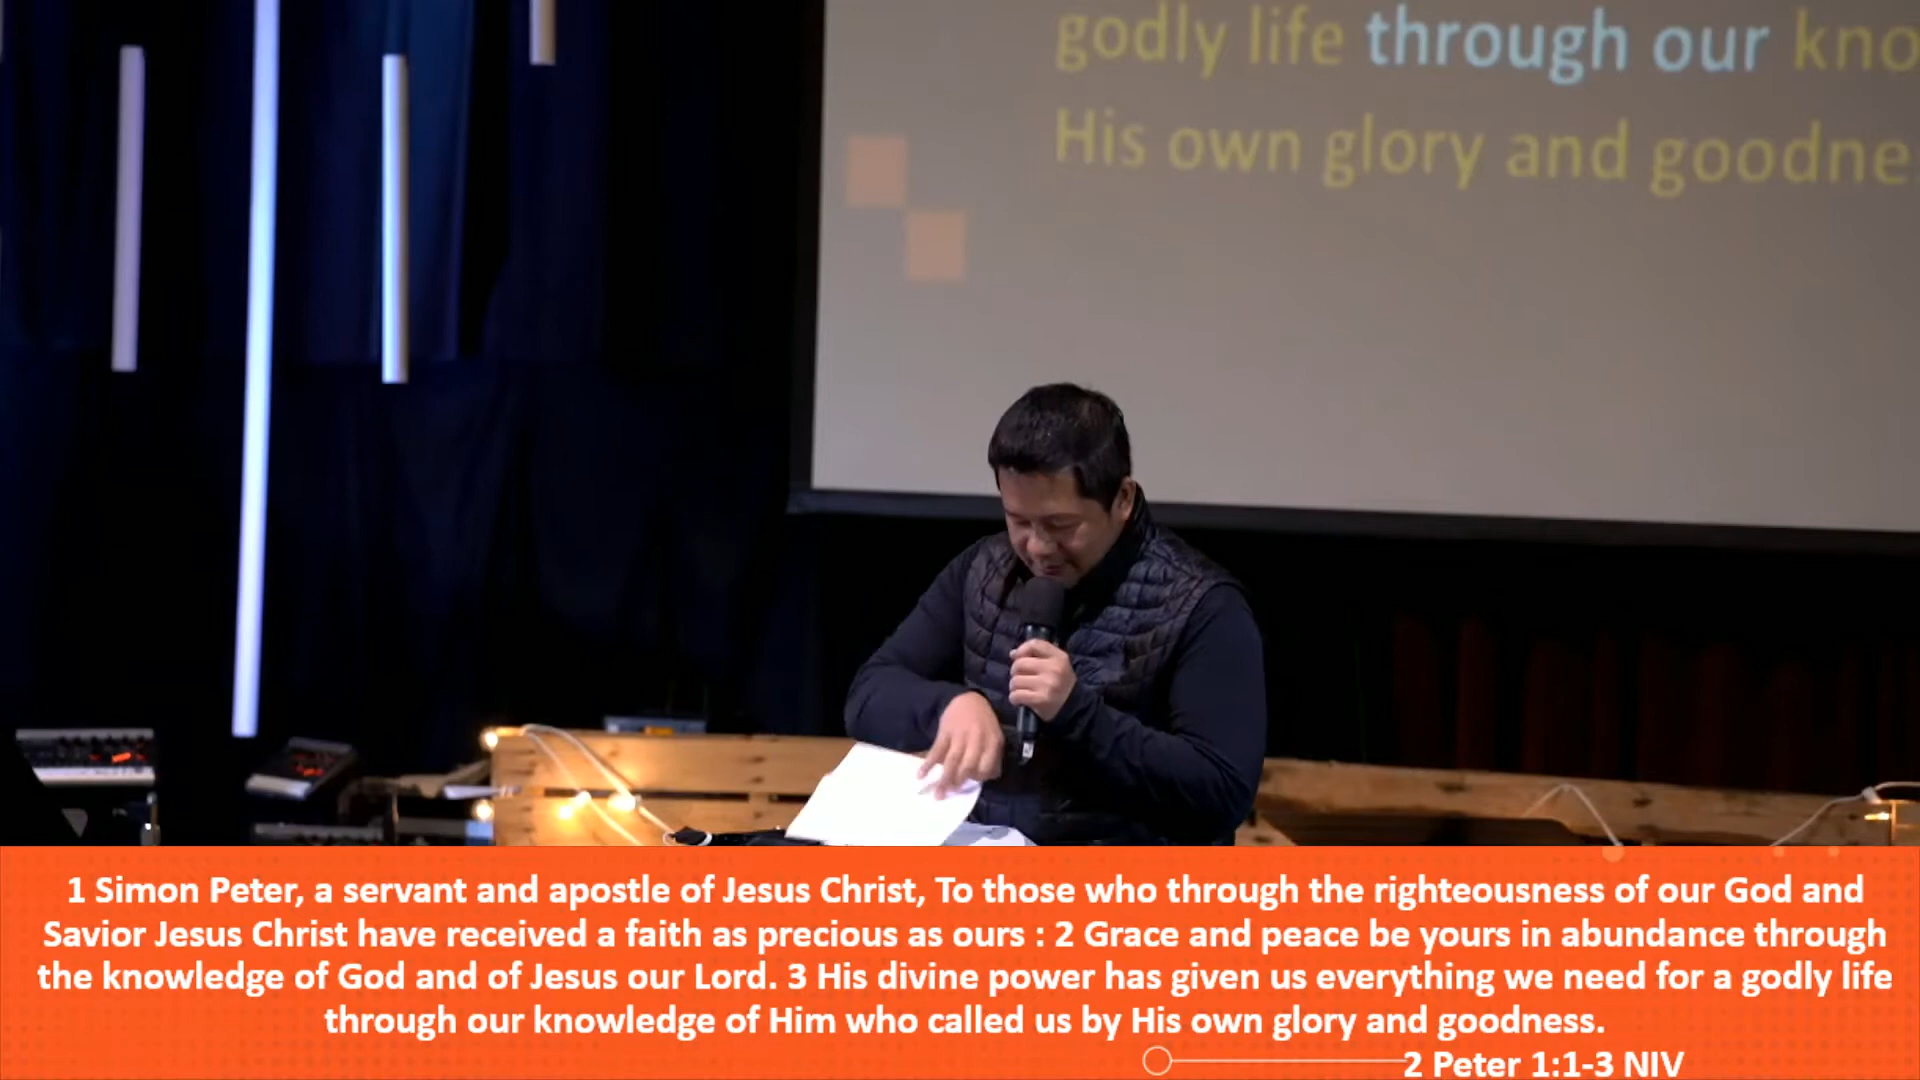 godly life through our kno
His own glory and goodne
1 Simon Peter, a servant and apostle of Jesus Christ, To those who through the righteousness of our God and
Savior Jesus Christ have received a faith as precious as ours : 2 Grace and peace be yours in abundance through
the knowledge of God and of Jesus our Lord. 3 His divine power has given us everything we need for a godly life
through our knowledge of Him who called us by His own glory and goodness.
2 Peter 1:1-3 NIV